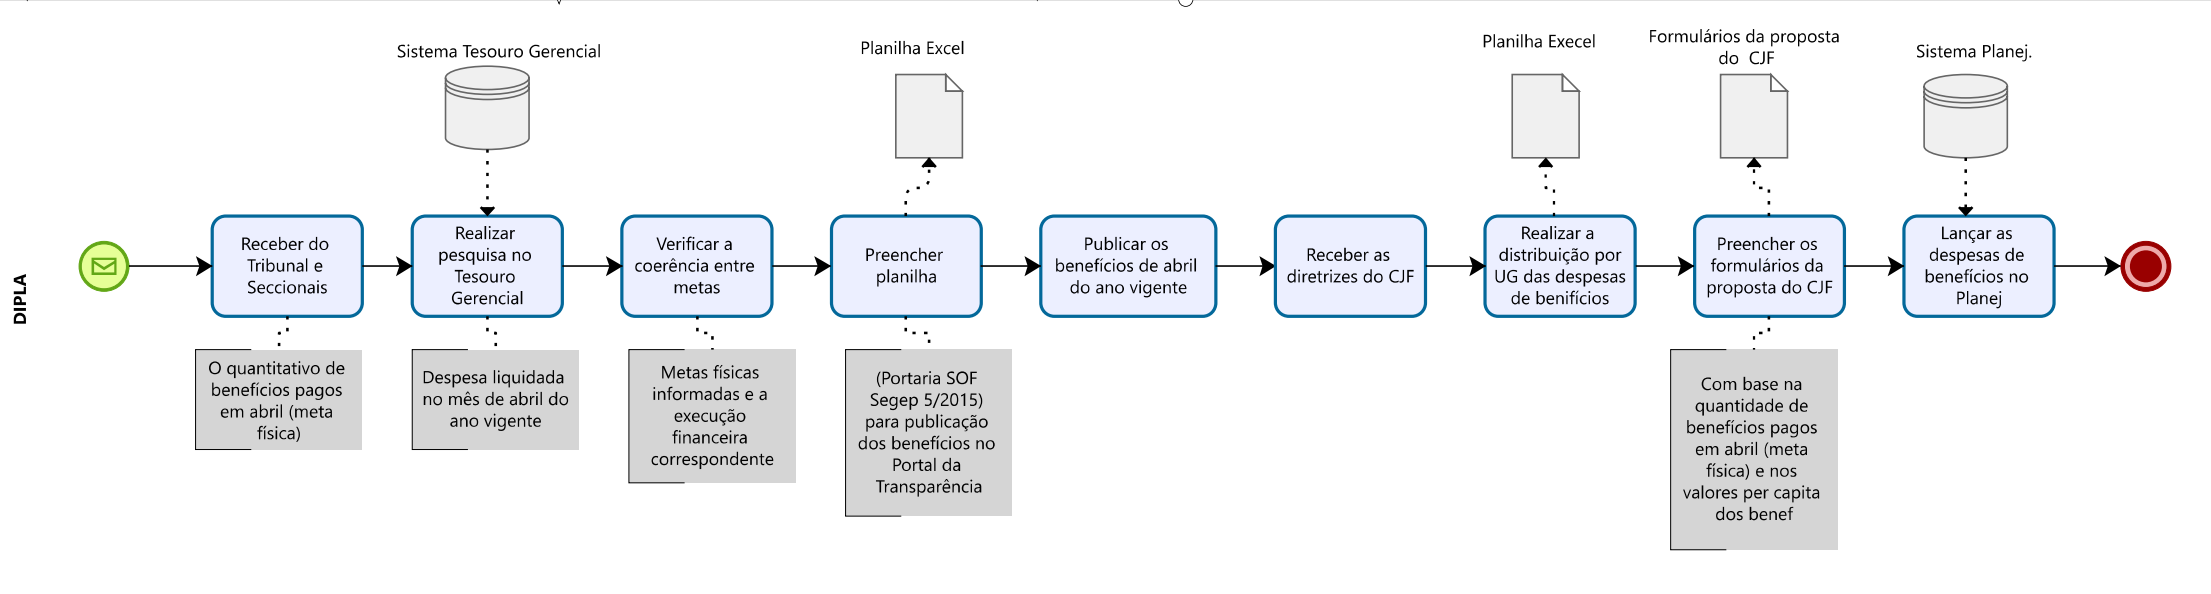 DIPLA
Sistema Tesouro Gerencial
Planilha Excel
Planilha Execel
Formulários da proposta
do CJF
Sistema Planej.
Receber do
Tribunal e
Seccionais
Realizar
pesquisa no
Tesouro
Gerencial
Verificar a
coerência entre
metas
Preencher
planilha
Publicar os
benefícios de abril
do ano vigente
Receber as
diretrizes do CJF
Realizar a
distribuição por
UG das despesas
de benifícios
Preencher os
formulários da
proposta do CJF
Lançar as
despesas de
benefícios no
Planej
O quantitativo de
benefícios pagos
em abril (meta
física)
Despesa liquidada
no mês de abril do
ano vigente
Metas físicas
informadas e a
execução
financeira
correspondente
(Portaria SOF
Segep 5/2015)
para publicação
dos benefícios no
Portal da
Transparência
Com base na
quantidade de
benefícios pagos
em abril (meta
física) e nos
valores per capita
dos benef